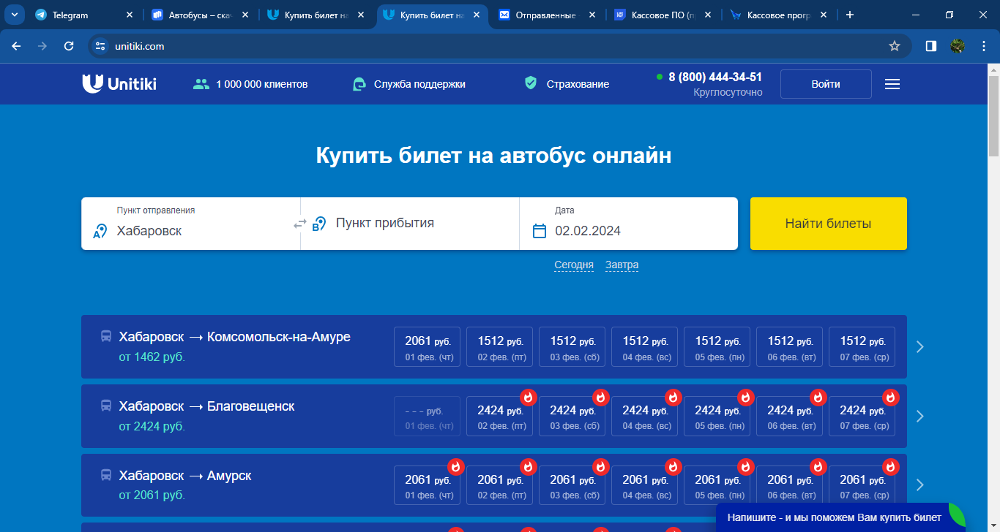 Telegram
Автобусы – скач
Купить билет на
Купить билет на
Отправленные
Кассовое ПО (п
Кассовое прогр
unitiki.com
Unitiki
1 000 000 клиентов
Служба поддержки
Страхование
8 (800) 444-34-51
Круглосуточно
Войти
Купить билет на автобус онлайн
Пункт отправления
Хабаровск
Пункт прибытия
Дата
02.02.2024
Найти билеты
Сегодня Завтра
Хабаровск → Комсомольск-на-Амуре
от 1462 руб.
2061 руб. 1512 руб. 1512 руб. 1512 руб. 1512 руб. 1512 руб. 1512 руб.
01 фев. (чт) 02 фев. (пт) 03 фев. (сб) 04 фев. (вс) 05 фев. (пн) 06 фев. (вт) 07 фев. (ср)
Хабаровск → Благовещенск
от 2424 руб.
- - - руб. 2424 руб. 2424 руб. 2424 руб. 2424 руб. 2424 руб. 2424 руб.
01 фев. (чт) 02 фев. (пт) 03 фев. (сб) 04 фев. (вс) 05 фев. (пн) 06 фев. (вт) 07 фев. (ср)
Хабаровск → Амурск
от 2061 руб.
2061 руб. 2061 руб. 2061 руб. 2061 руб. 2061 руб. 2061 руб. 2061 руб.
01 фев. (чт) 02 фев. (пт) 03 фев. (сб) 04 фев. (вс) 05 фев. (пн) 06 фев. (вт) 07 фев. (ср)
Напишите - и мы поможем Вам купить билет